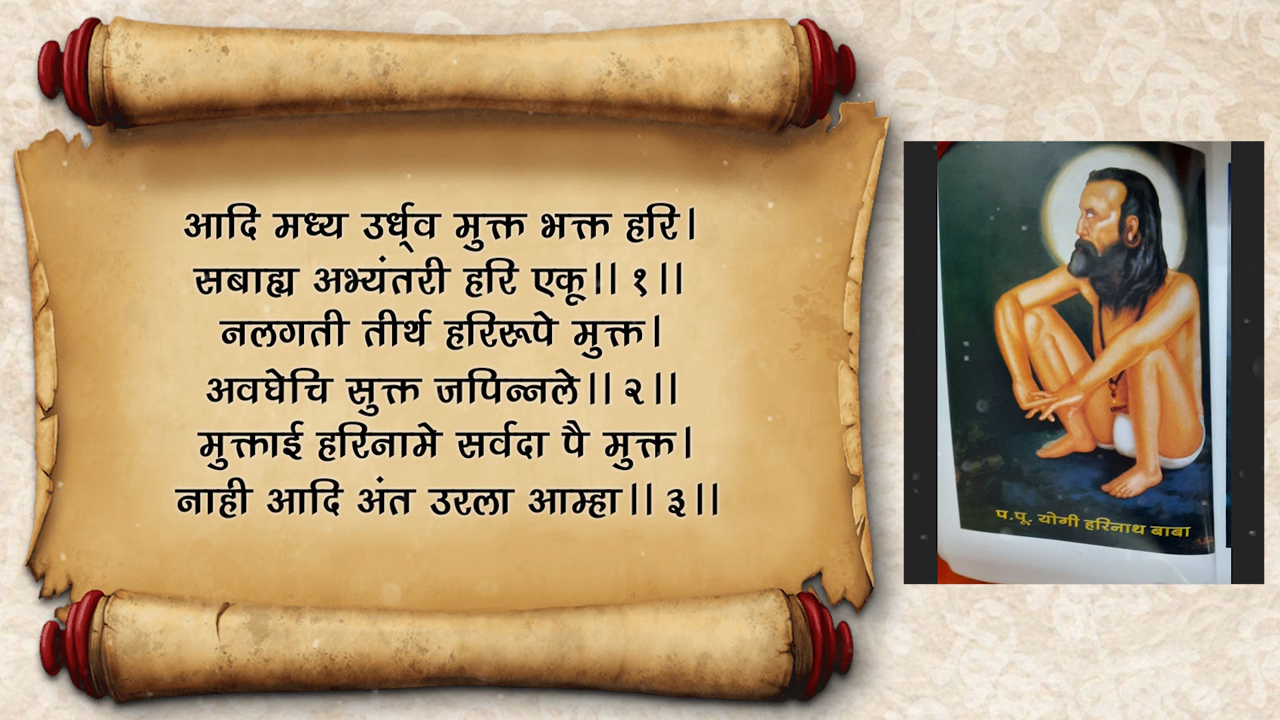 आदि मध्य उर्ध्व मुक्त भक्त हरि।
सबाह्य अभ्यंतरी हरि एकू॥ १॥
नलगती तीर्थ हरिरूपे मुक्त।
अवघेचि सुक्त जपिन्नले॥ २॥
मुक्ताई हरिनामे सर्वदा पै मुक्त।
नाही आदि अंत उरला आम्हा॥ ३॥
प.पू. योगी हरिनाथ बाबा